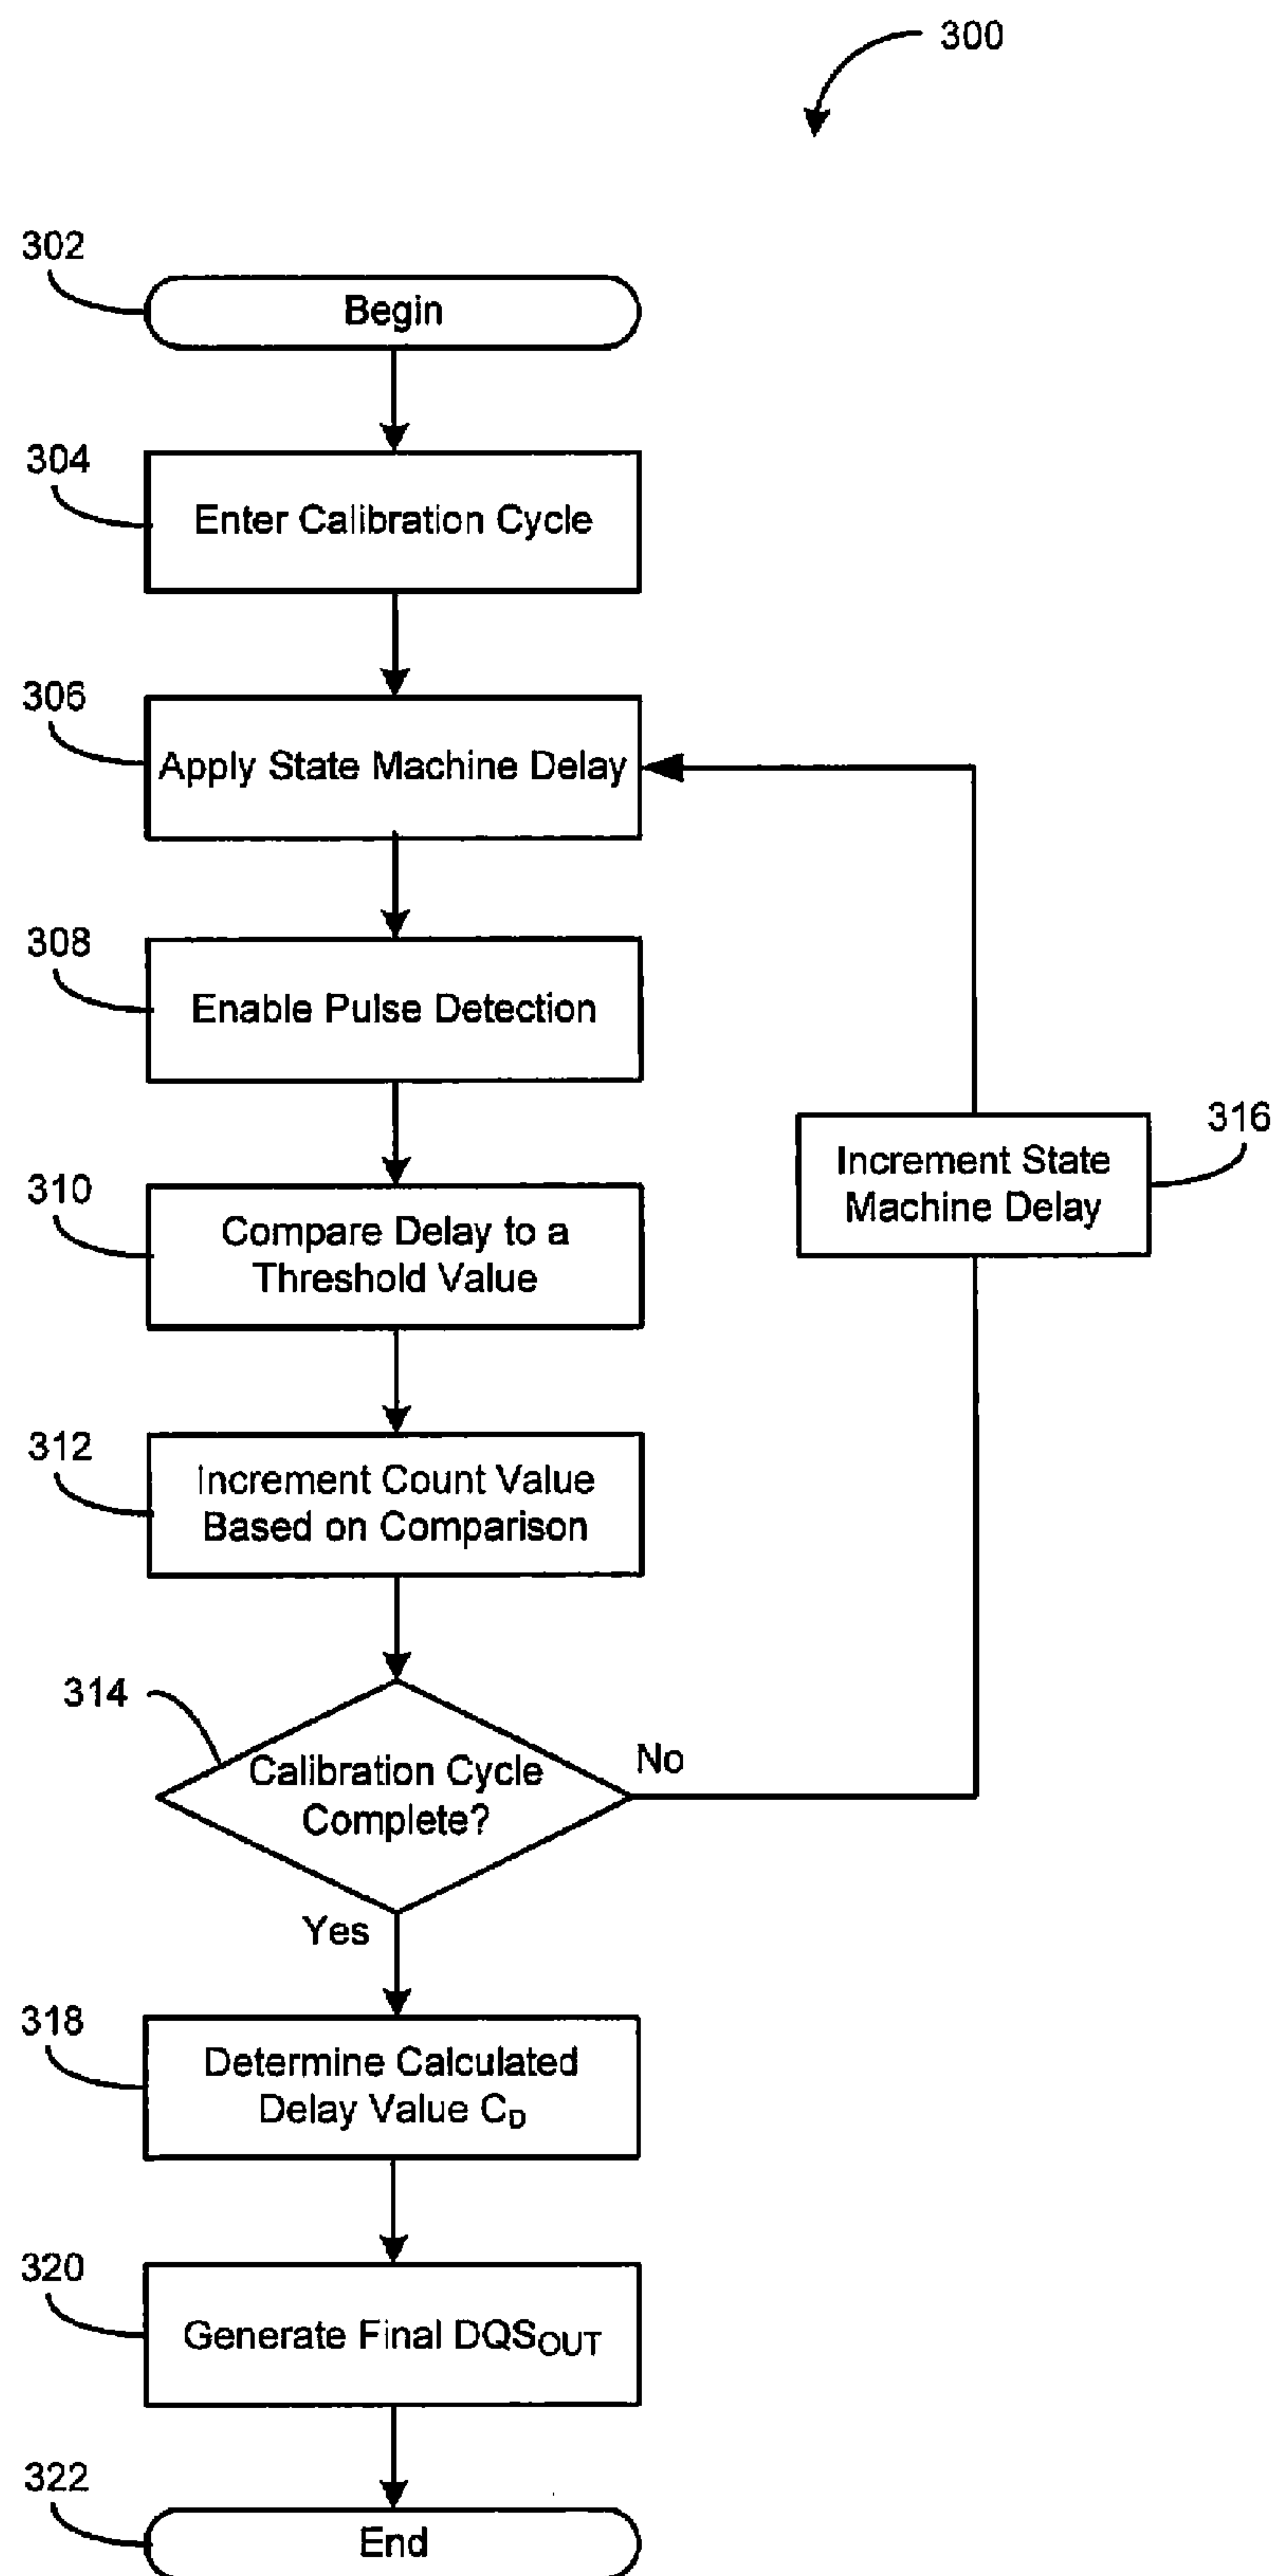 300
302
Begin
304
Enter Calibration Cycle
306
Apply State Machine Delay
308
Enable Pulse Detection
316
Increment State
Machine Delay
310
Compare Delay to a
Threshold Value
312
Increment Count Value
Based on Comparison
314
Calibration Cycle
Complete?
No
Yes
318
Determine Calculated
Delay Value C_D
320
Generate Final DQS_OUT
322
End